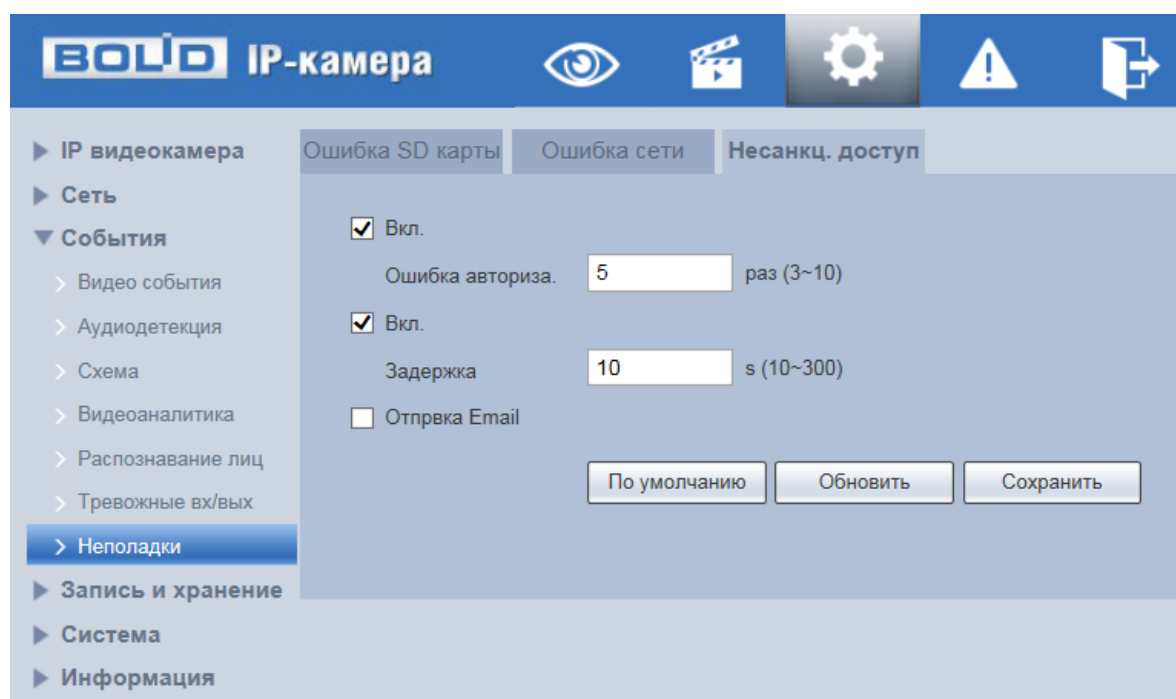 BOLID IP-камера
Ошибка SD карты Ошибка сети Несанкц. доступ
IP видеокамера
Сеть
События
Видео события
Аудиодетекция
Схема
Видеоаналитика
Распознавание лиц
Тревожные вх/вых
Неполадки
Запись и хранение
Система
Информация
Вкл.
Ошибка авториза. 5 раз (3~10)
Вкл.
Задержка 10 s (10~300)
Отпрвка Email
По умолчанию Обновить Сохранить